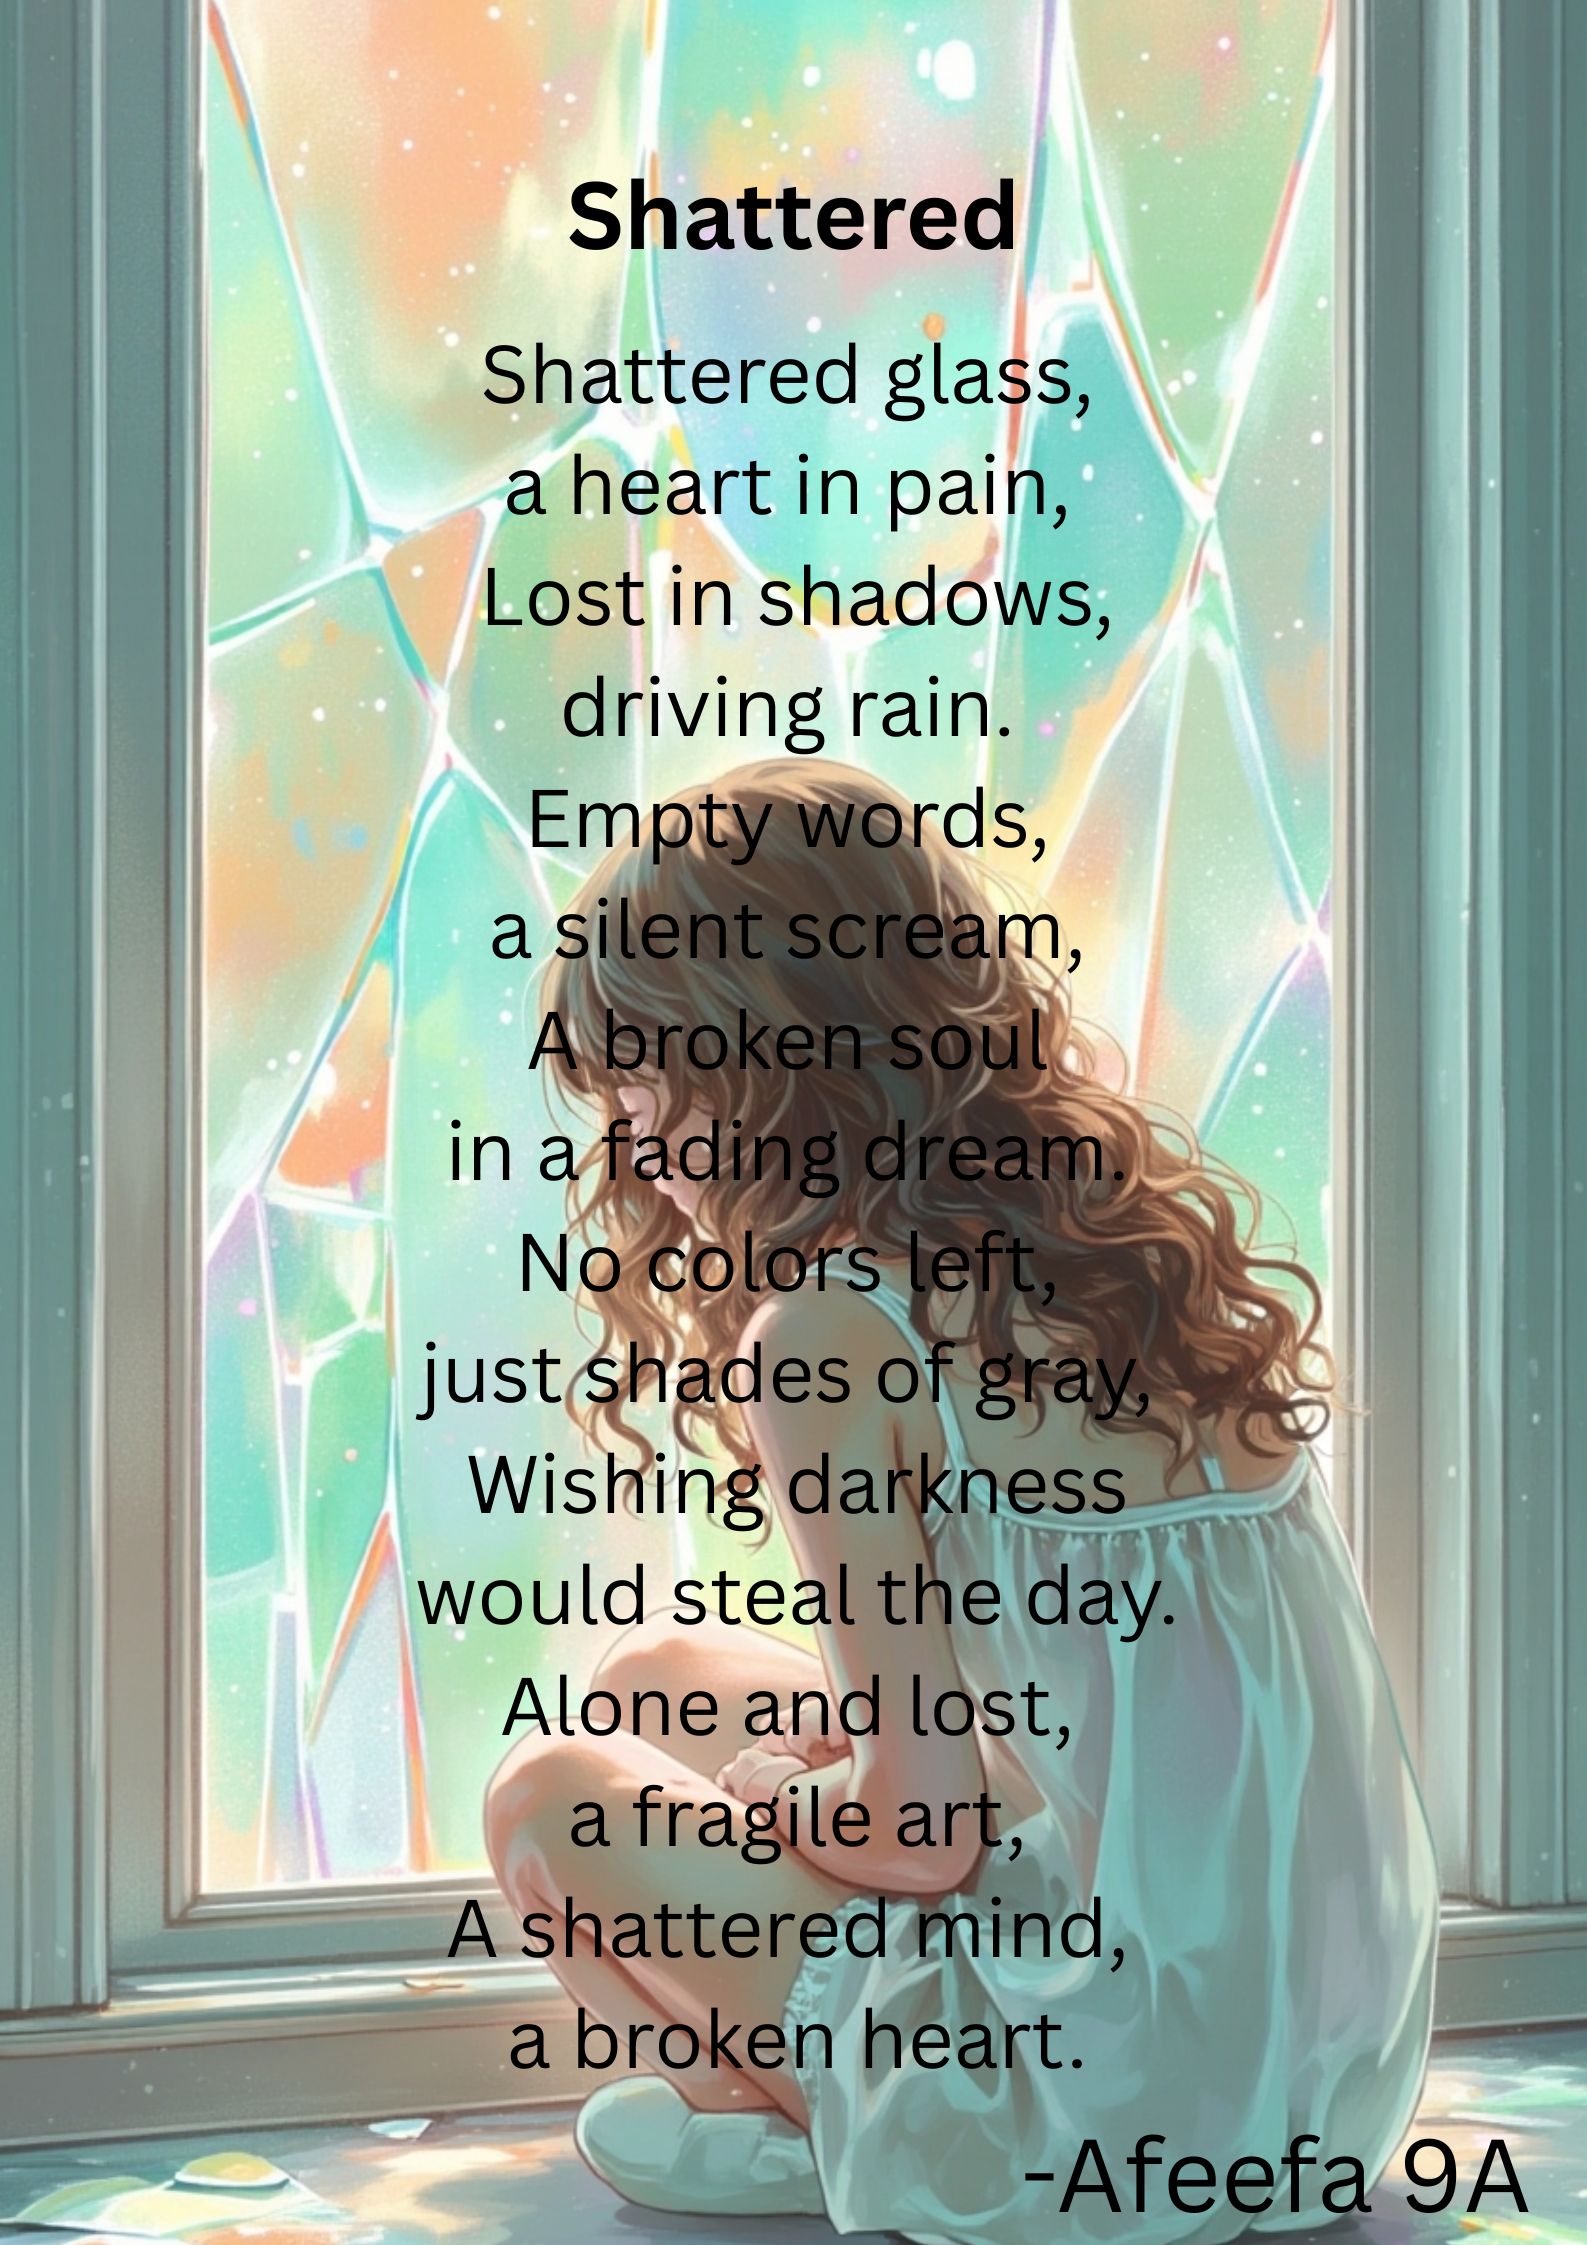 Shattered
Shattered glass,
a heart in pain,
Lost in shadows,
driving rain.
Empty words,
a silent scream,
A broken soul
in a fading dream.
No colors left,
just shades of gray,
Wishing darkness
would steal the day.
Alone and lost,
a fragile art,
A shattered mind,
a broken heart.
-Afeefa 9A